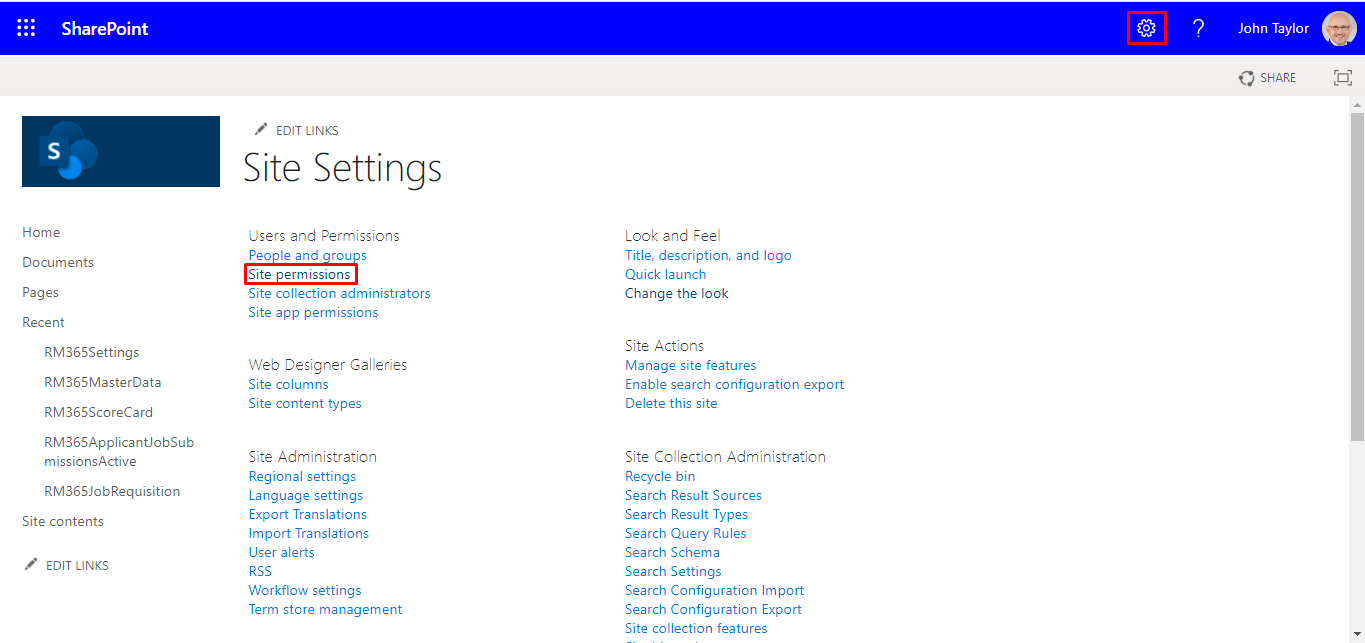 SharePoint
?
John Taylor
SHARE
S
EDIT LINKS
Site Settings
Home
Documents
Pages
Recent
RM365Settings
RM365MasterData
RM365ScoreCard
RM365ApplicantJobSub
missionsActive
RM365JobRequisition
Site contents
EDIT LINKS
Users and Permissions
People and groups
Site permissions
Site collection administrators
Site app permissions
Web Designer Galleries
Site columns
Site content types
Site Administration
Regional settings
Language settings
Export Translations
Import Translations
User alerts
RSS
Workflow settings
Term store management
Look and Feel
Title, description, and logo
Quick launch
Change the look
Site Actions
Manage site features
Enable search configuration export
Delete this site
Site Collection Administration
Recycle bin
Search Result Sources
Search Result Types
Search Query Rules
Search Schema
Search Settings
Search Configuration Import
Search Configuration Export
Site collection features